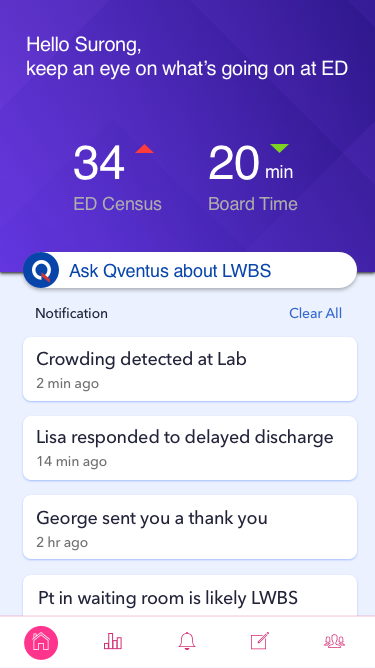 Hello Surong,
keep an eye on what's going on at ED
34
20 min
ED Census
Board Time
Ask Qventus about LWBS
Notification
Clear All
Crowding detected at Lab
2 min ago
Lisa responded to delayed discharge
14 min ago
George sent you a thank you
2 hr ago
Pt in waiting room is likely LWBS